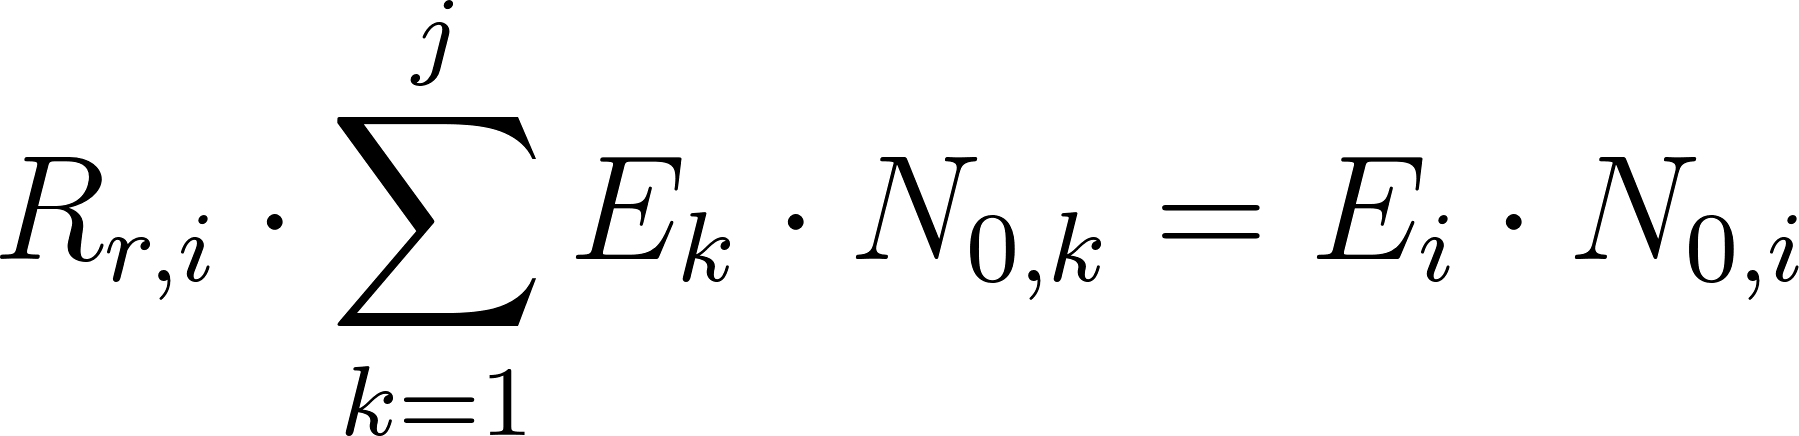 R_{r,i} \cdot \sum_{k=1}^{j} E_k \cdot N_{0,k} = E_i \cdot N_{0,i}